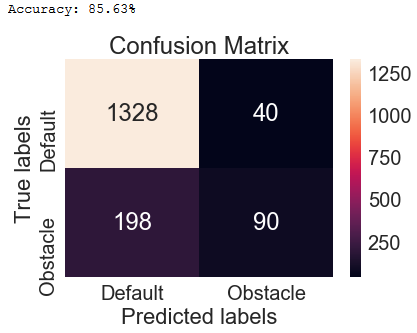 Accuracy: 85.63%
Confusion Matrix
True labels
Default
Obstacle
1328
40
198
90
Default
Obstacle
Predicted labels
1250
1000
750
500
250